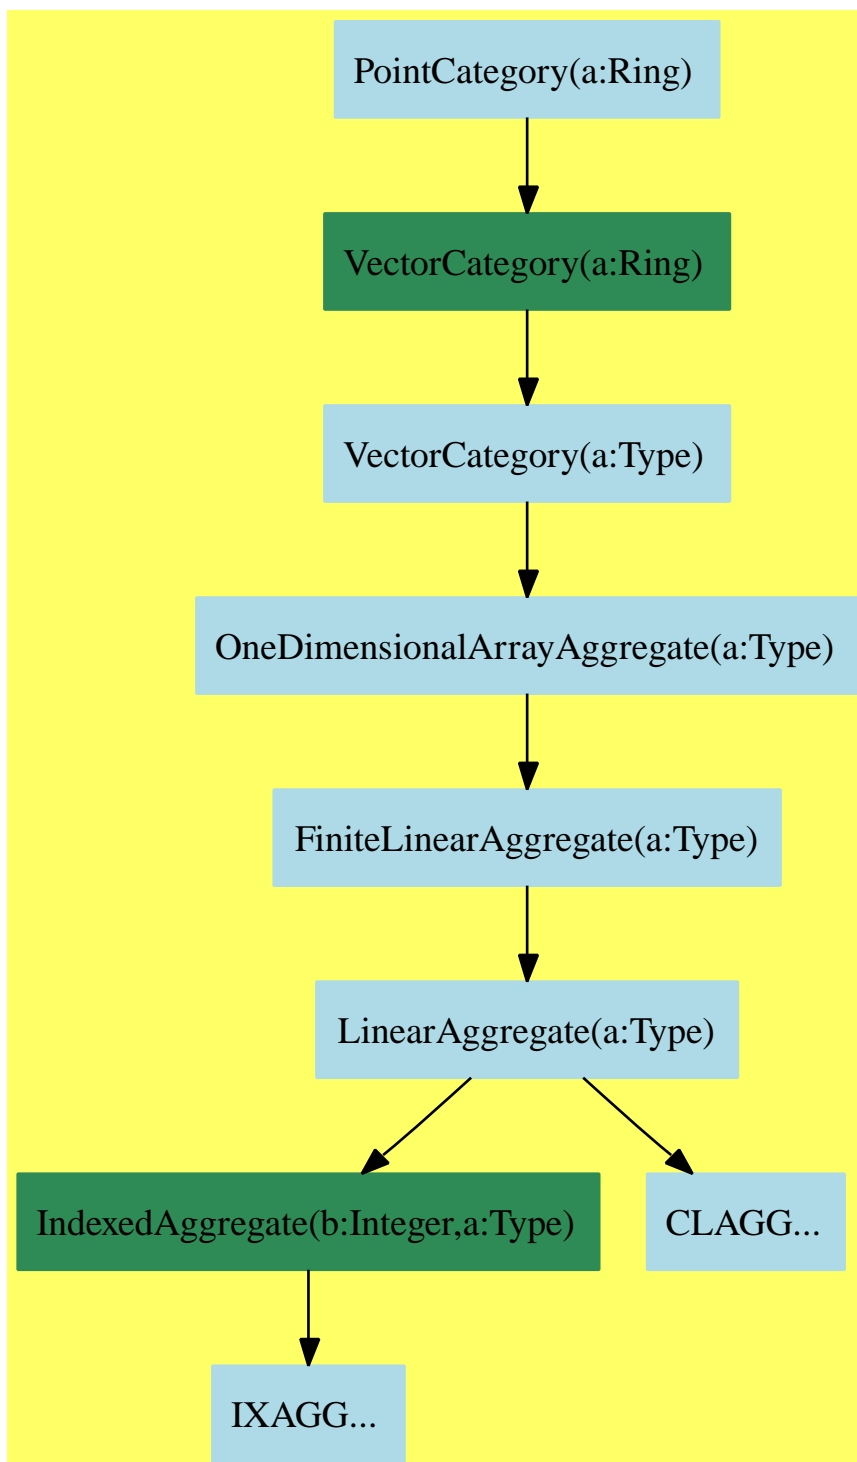 PointCategory(a:Ring)
VectorCategory(a:Ring)
VectorCategory(a:Type)
OneDimensionalArrayAggregate(a:Type)
FiniteLinearAggregate(a:Type)
LinearAggregate(a:Type)
IndexedAggregate(b:Integer,a:Type)
CLAGG...
IXAGG...